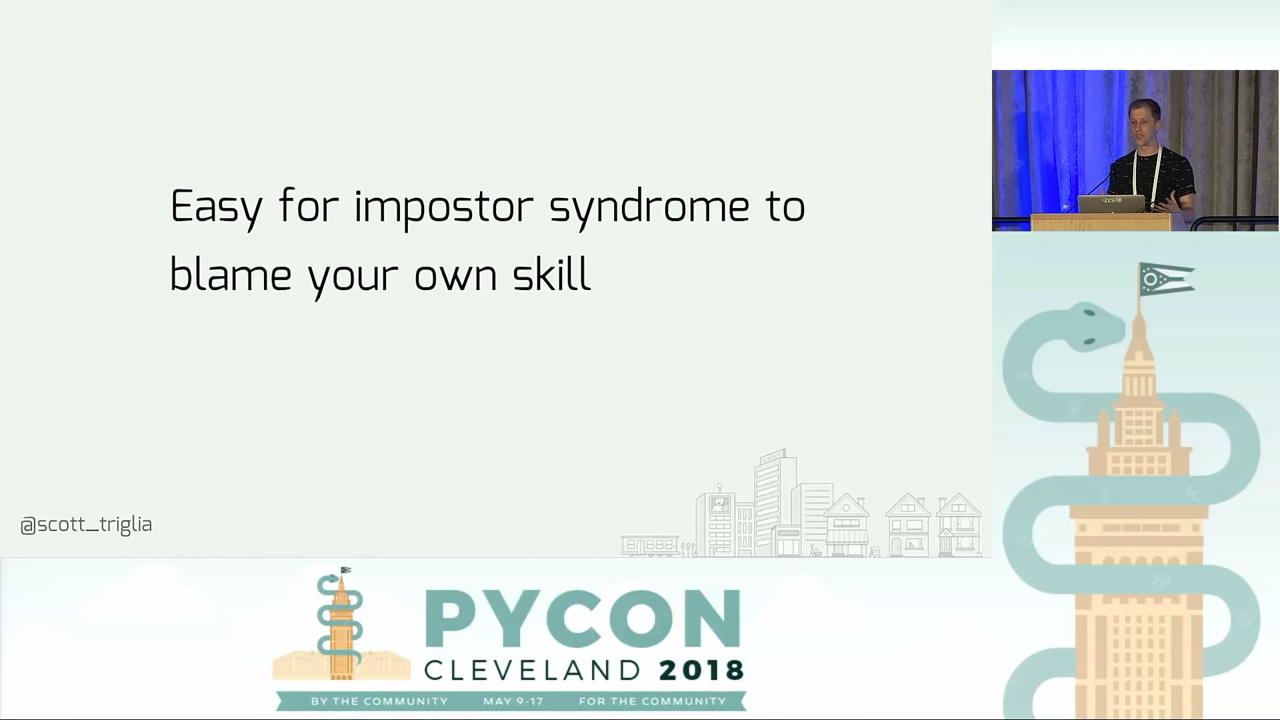 Easy for impostor syndrome to
blame your own skill
@scott_triglia
PYCON
CLEVELAND 2018
BY THE COMMUNITY MAY 9-17 FOR THE COMMUNITY